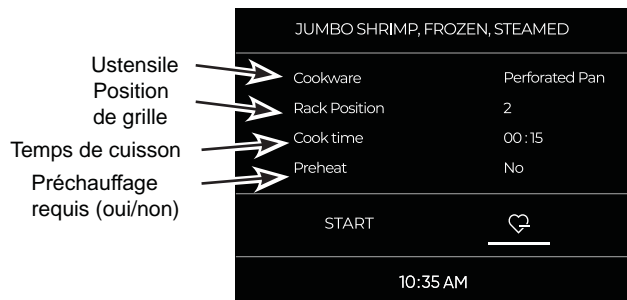 JUMBO SHRIMP, FROZEN, STEAMED
Ustensile
Cookware Perforated Pan
Position
de grille
Rack Position 2
Temps de cuisson
Cook time 00:15
Préchauffage
requis (oui/non)
Preheat No
START
10:35 AM